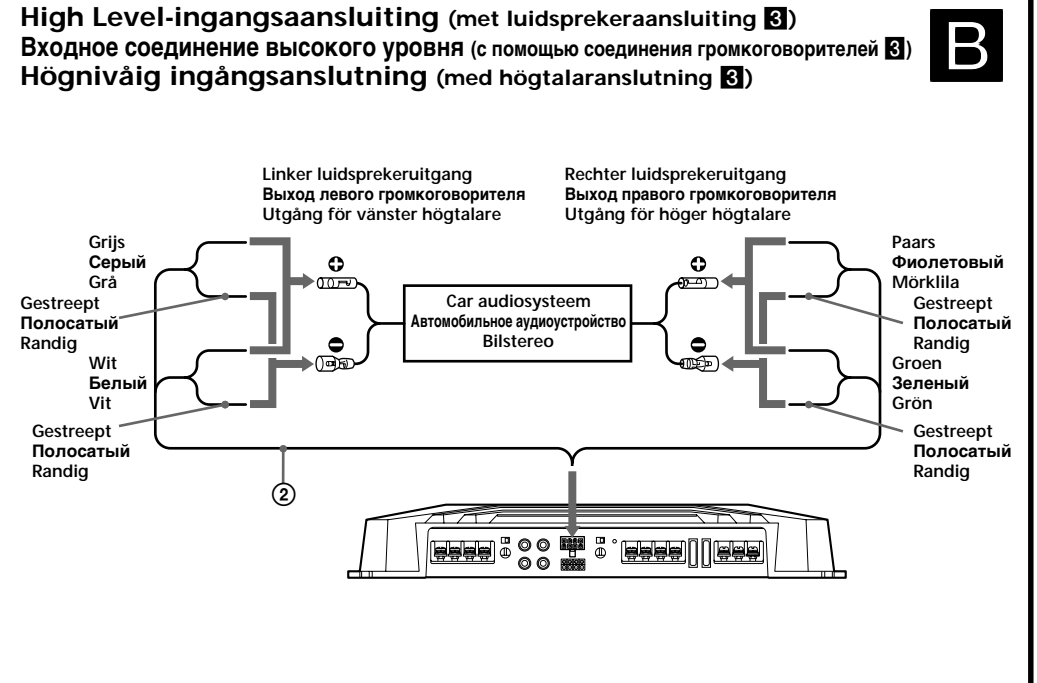 High Level-ingangsaansluiting (met luidsprekeraansluiting 3)
Входное соединение высокого уровня (с помощью соединения громкоговорителей 3)
Högnivåig ingångsanslutning (med högtalaranslutning 3)
B
Linker luidsprekeruitgang
Выход левого громкоговорителя
Utgång för vänster högtalare
Rechter luidsprekeruitgang
Выход правого громкоговорителя
Utgång för höger högtalare
Grijs
Серый
Grå
Gestreept
Полосатый
Randig
Wit
Белый
Vit
Gestreept
Полосатый
Randig
Car audiosysteem
Автомобильное аудиоустройство
Bilstereo
Paars
Фиолетовый
Mörklila
Gestreept
Полосатый
Randig
Groen
Зеленый
Grön
Gestreept
Полосатый
Randig
②